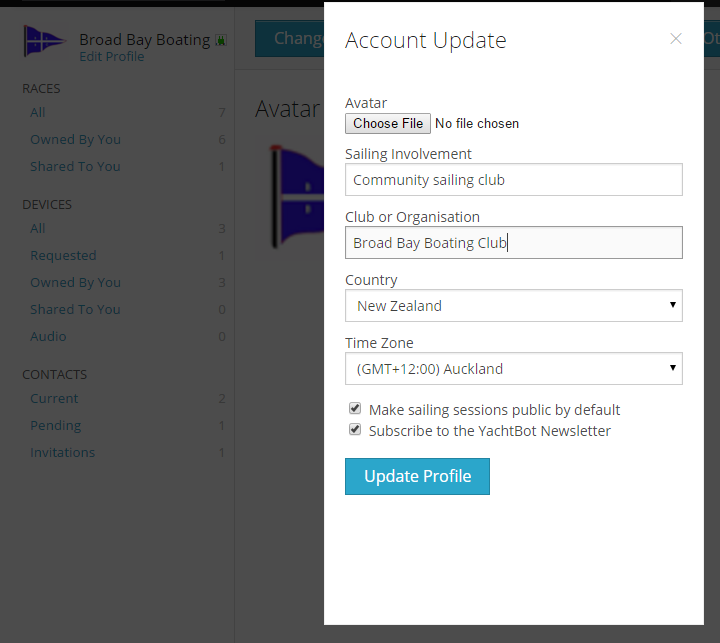 Broad Bay Boating
Edit Profile
RACES
All 7
Owned By You 6
Shared To You 1
DEVICES
All 3
Requested 1
Owned By You 3
Shared To You 0
Audio 0
CONTACTS
Current 2
Pending 1
Invitations 1
Change
Ot
Avatar
Account Update
×
Avatar
Choose File No file chosen
Sailing Involvement
Community sailing club
Club or Organisation
Broad Bay Boating Club
Country
New Zealand
Time Zone
(GMT+12:00) Auckland
Make sailing sessions public by default
Subscribe to the YachtBot Newsletter
Update Profile